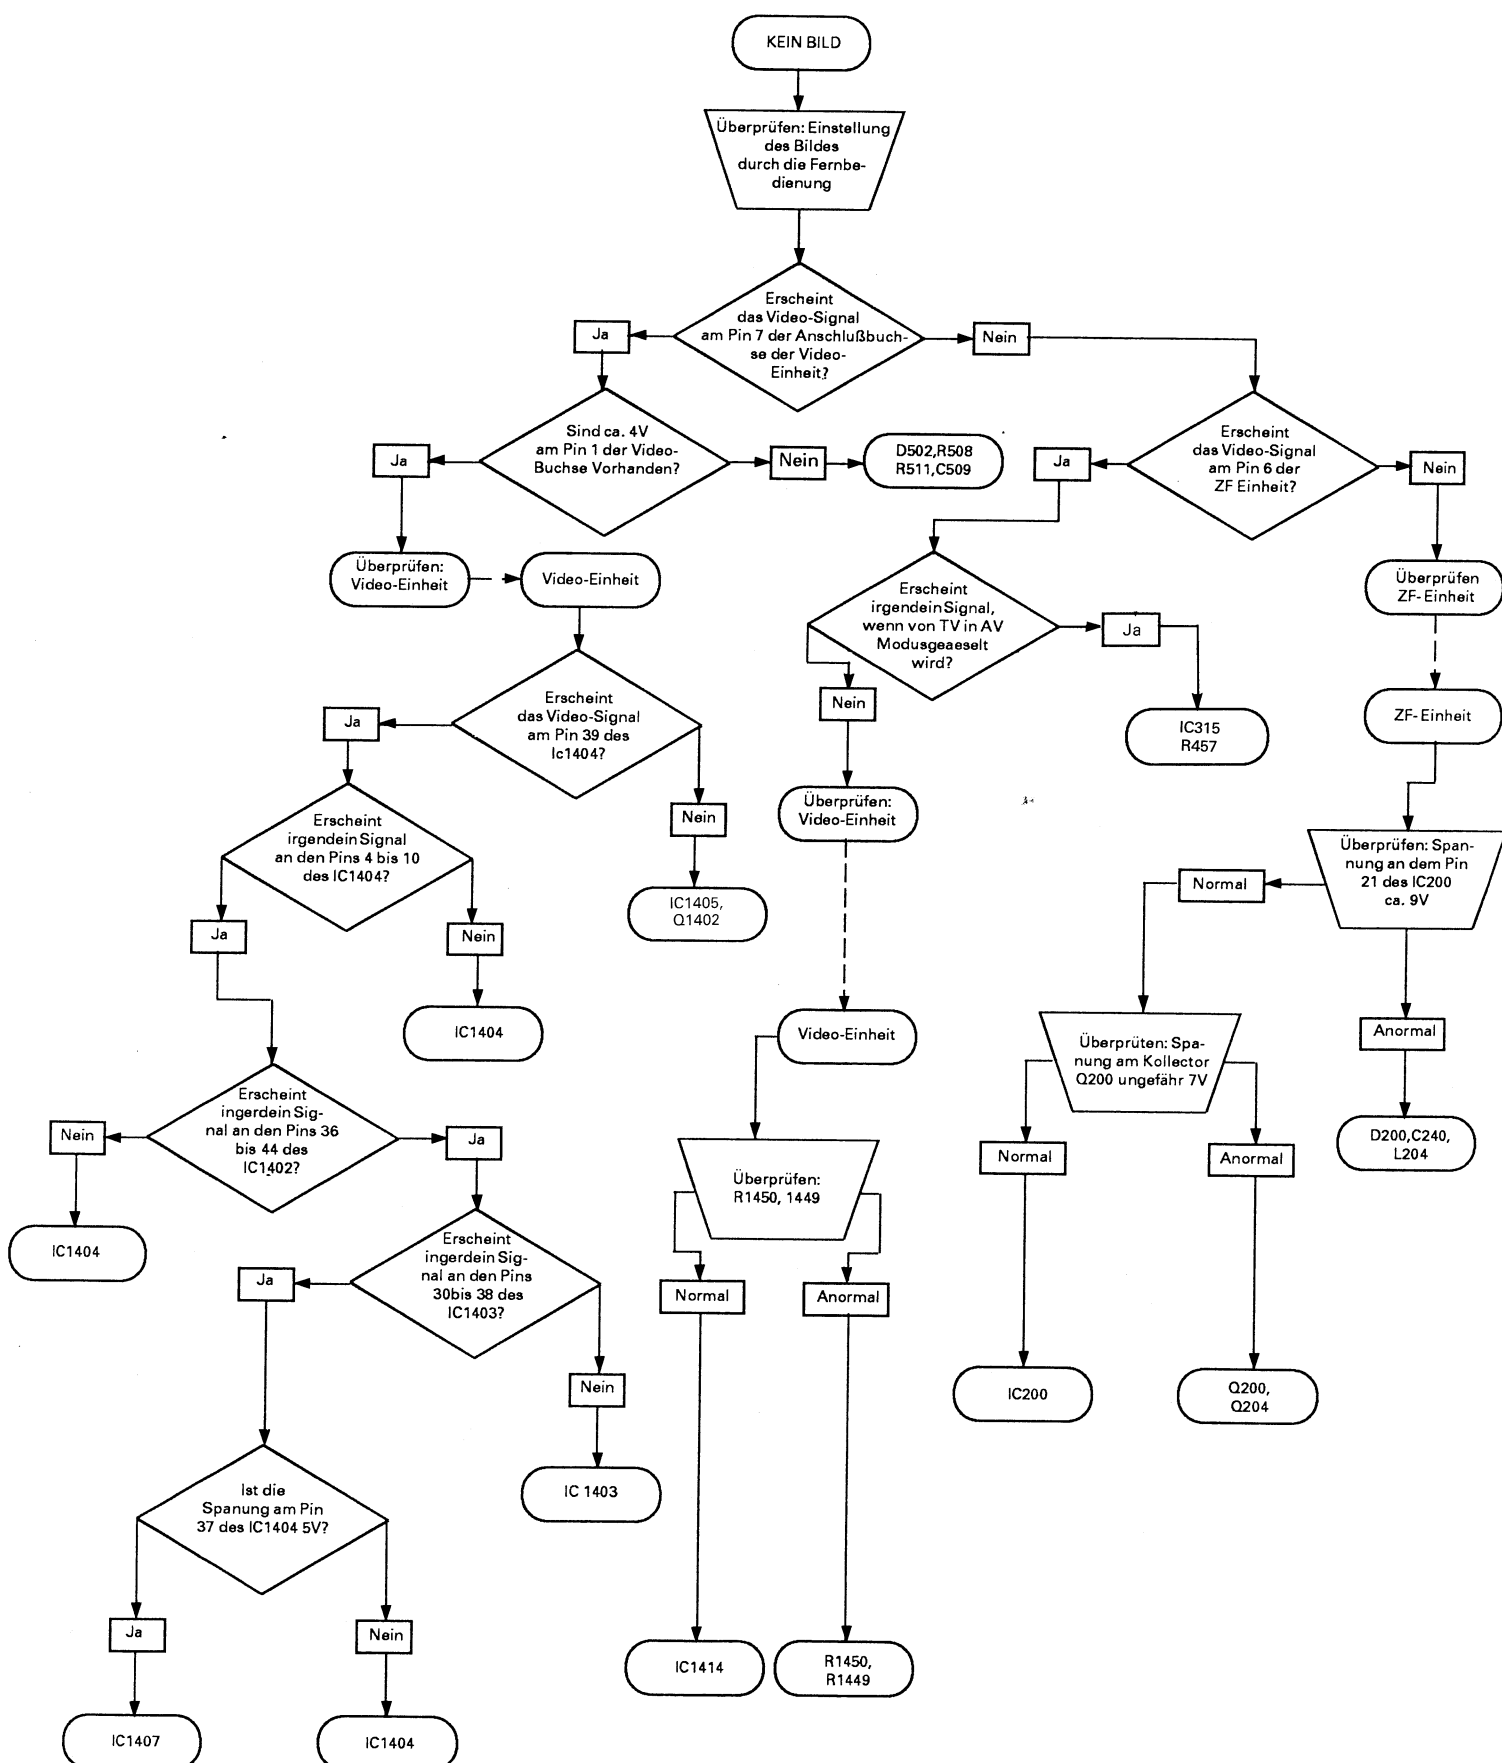 KEIN BILD
Überprüfen: Einstellung
des Bildes
durch die Fernbe-
dienung
Erscheint
das Video-Signal
am Pin 7 der Anschlußbuch-
se der Video-
Einheit?
Ja
Nein
Sind ca. 4V
am Pin 1 der Video-
Buchse Vorhanden?
Ja
Nein
D502,R508
R511,C509
Erscheint
das Video-Signal
am Pin 6 der
ZF Einheit?
Ja
Nein
Überprüfen:
Video-Einheit
Video-Einheit
Erscheint
irgendein Signal,
wenn von TV in AV
Modusgeaeselt
wird?
Ja
Nein
IC315
R457
Überprüfen
ZF-Einheit
ZF-Einheit
Erscheint
das Video-Signal
am Pin 39 des
Ic1404?
Ja
Nein
IC1405,
Q1402
Überprüfen:
Video-Einheit
Video-Einheit
Erscheint
irgendein Signal
an den Pins 4 bis 10
des IC1404?
Ja
Nein
IC1404
Überprüfen: Span-
nung an dem Pin
21 des IC200
ca. 9V
Normal
Anormal
D200,C240,
L204
Überprüten: Spa-
nung am Kollector
Q200 ungefähr 7V
Normal
Anormal
IC200
Q200,
Q204
Erscheint
ingerdein Sig-
nal an den Pins 36
bis 44 des
IC1402?
Nein
Ja
IC1404
Überprüfen:
R1450, 1449
Normal
Anormal
IC1414
R1450,
R1449
Erscheint
ingerdein Sig-
nal an den Pins
30bis 38 des
IC1403?
Ja
Nein
IC 1403
Ist die
Spanung am Pin
37 des IC1404 5V?
Ja
Nein
IC1407
IC1404